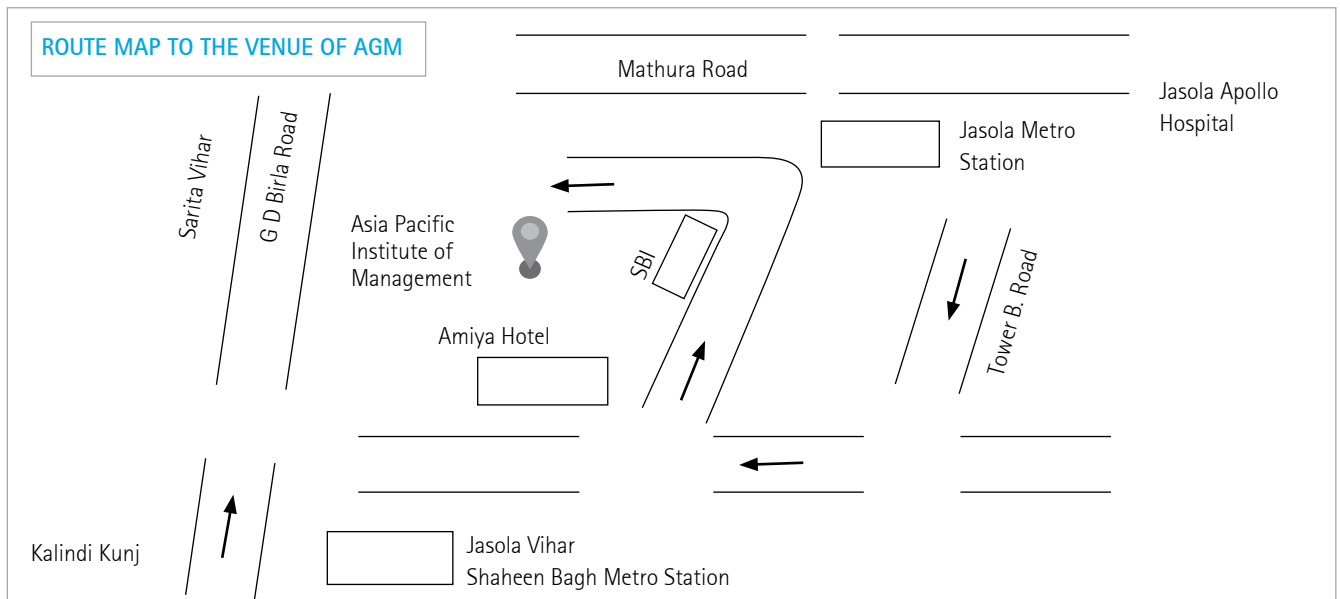 ROUTE MAP TO THE VENUE OF AGM
Mathura Road
Jasola Apollo
Hospital
Jasola Metro
Station
Sarita Vihar
G D Birla Road
Asia Pacific
Institute of
Management
SBI
Tower B. Road
Amiya Hotel
Kalindi Kunj
Jasola Vihar
Shaheen Bagh Metro Station